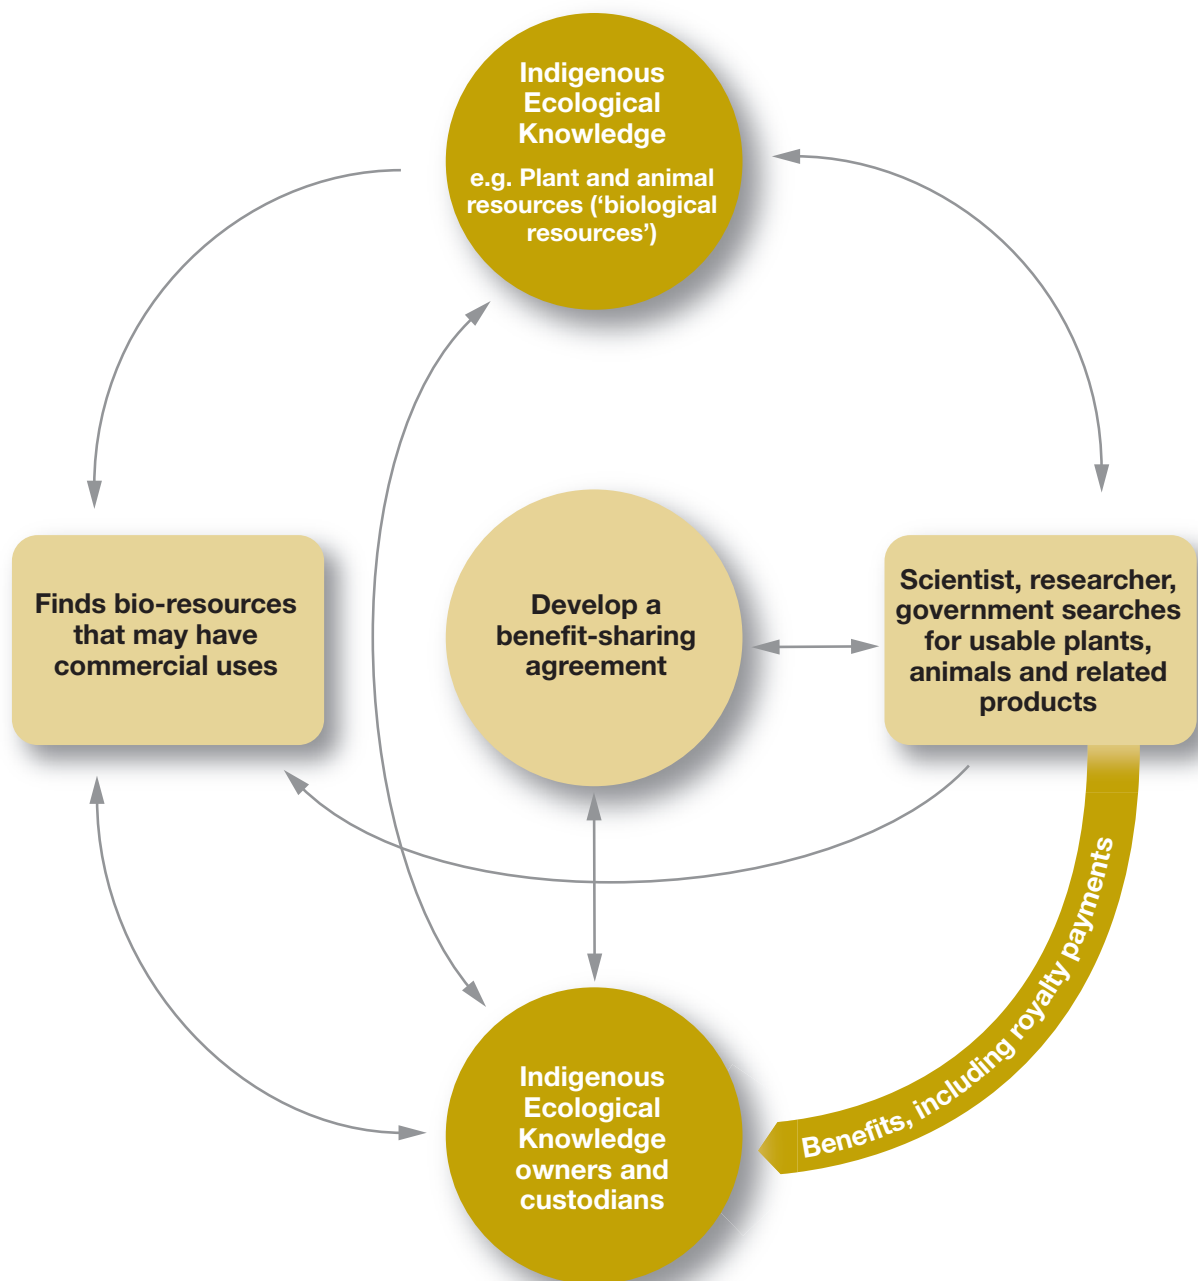 Indigenous
Ecological
Knowledge
e.g. Plant and animal
resources (‘biological
resources’)
Finds bio-resources
that may have
commercial uses
Develop a
benefit-sharing
agreement
Scientist, researcher,
government searches
for usable plants,
animals and related
products
Benefits, including royalty payments
Indigenous
Ecological
Knowledge
owners and
custodians